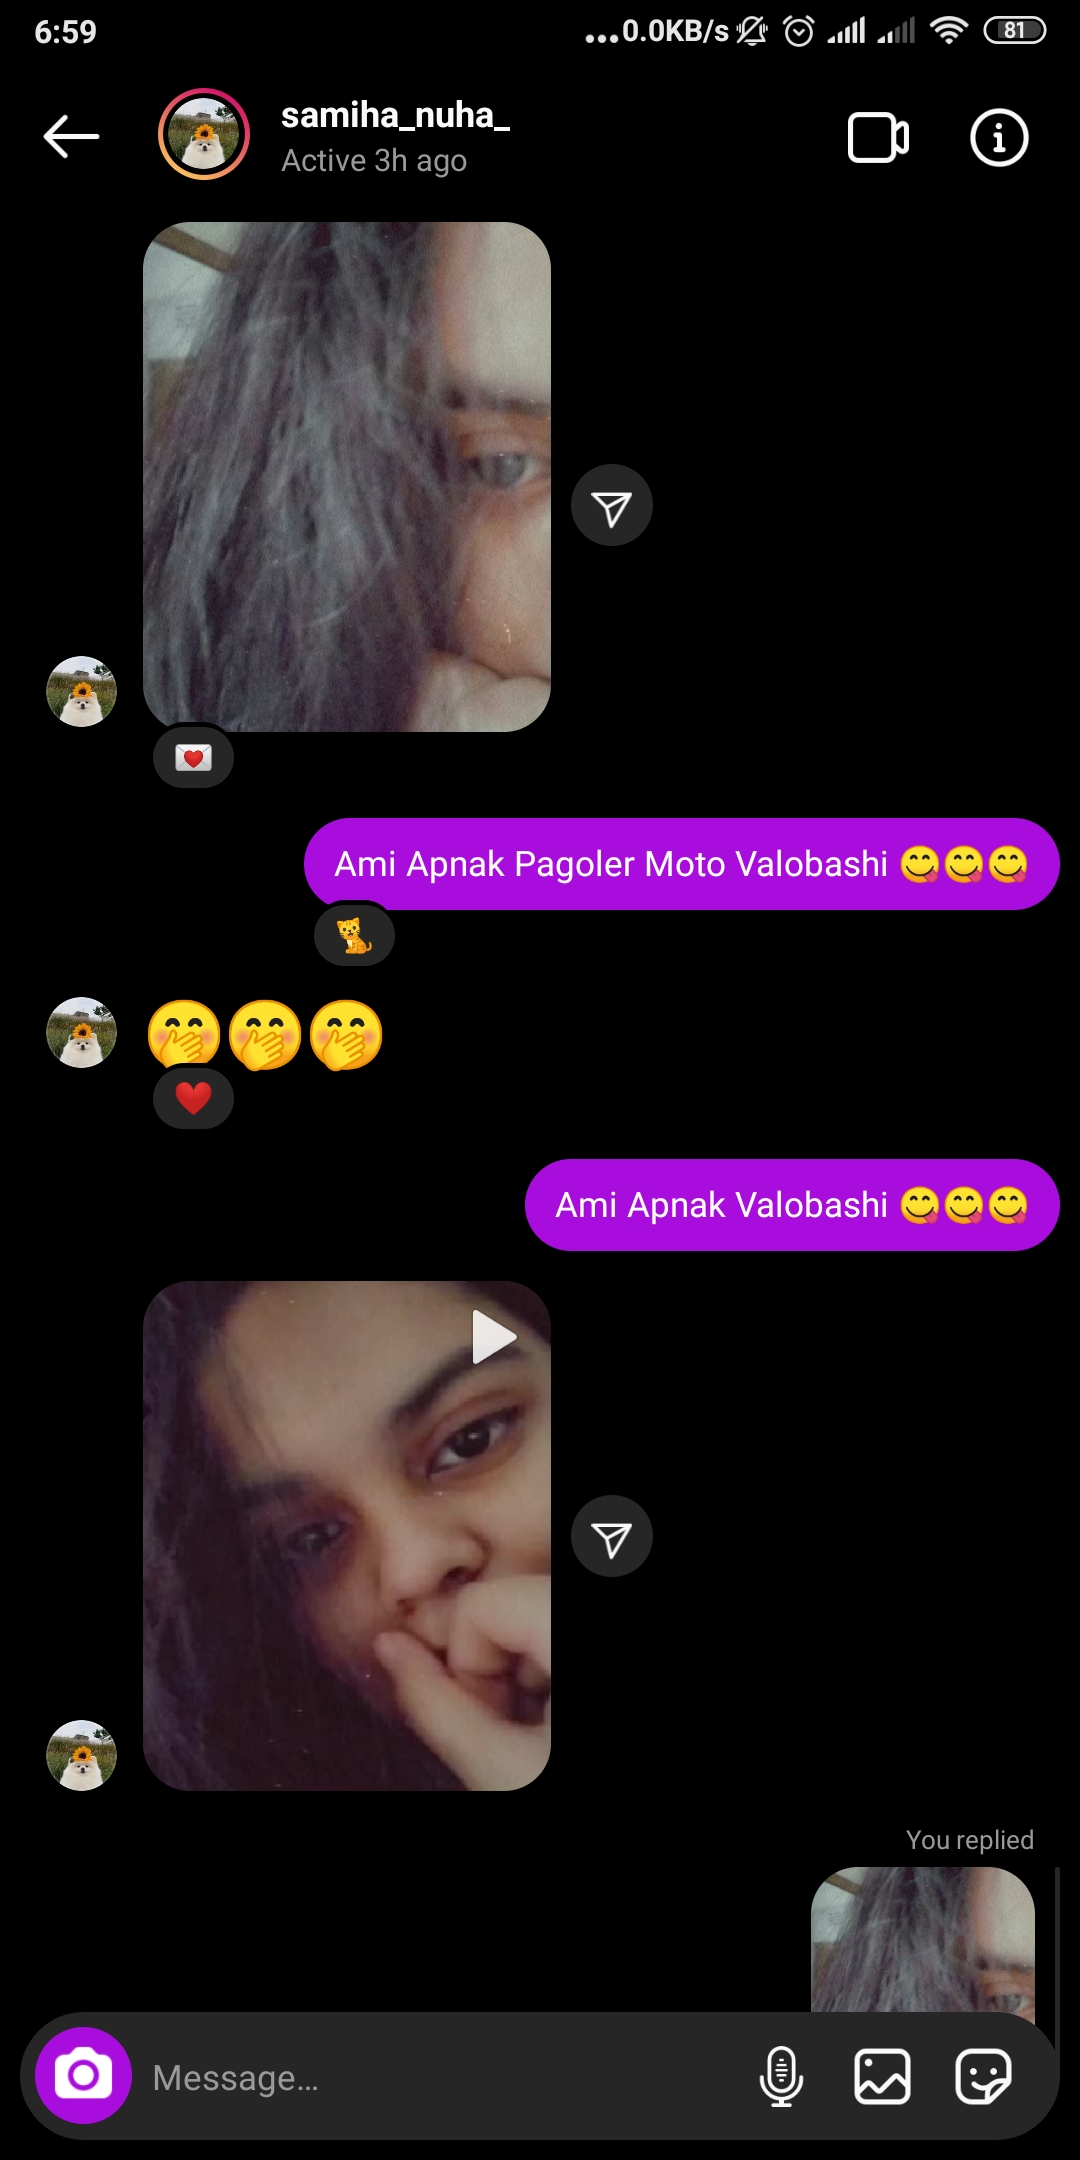 6:59
...0.0KB/s 81
samiha_nuha_
Active 3h ago
Ami Apnak Pagoler Moto Valobashi 😋😋😋
🤭🤭🤭
Ami Apnak Valobashi 😋😋😋
You replied
Message...